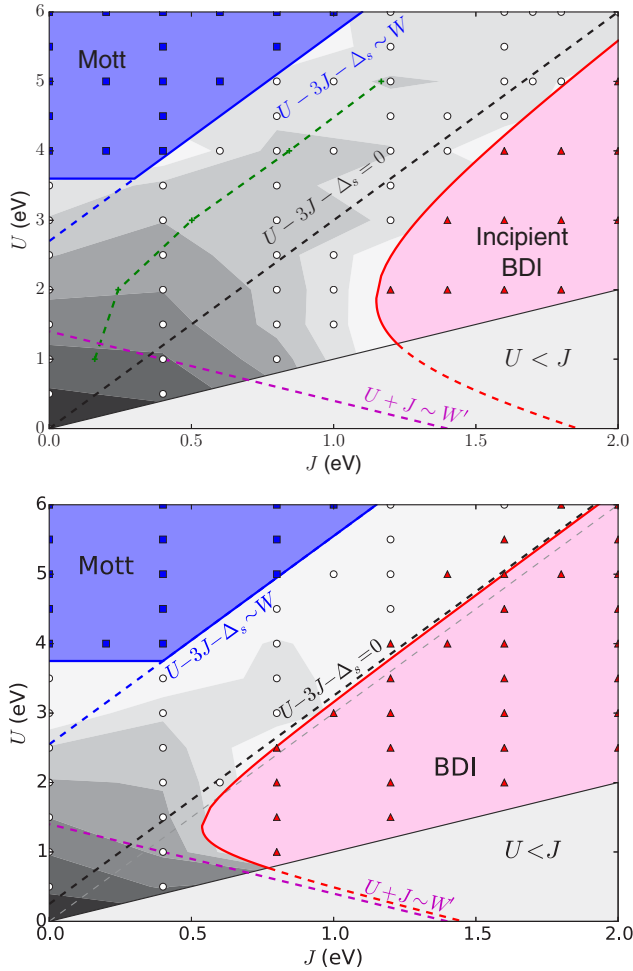 6
5
4
3
2
1
0
U (eV)
Mott
U − 3J − Δₛ ∼ W
U − 3J − Δₛ = 0
Incipient
BDI
U < J
U + J ∼ W'
0.0 0.5 1.0 1.5 2.0
J (eV)
6
5
4
3
2
1
0
U (eV)
Mott
U−3J−Δₛ∼W
U−3J−Δₛ=0
BDI
U<J
U+J∼W'
0.0 0.5 1.0 1.5 2.0
J (eV)